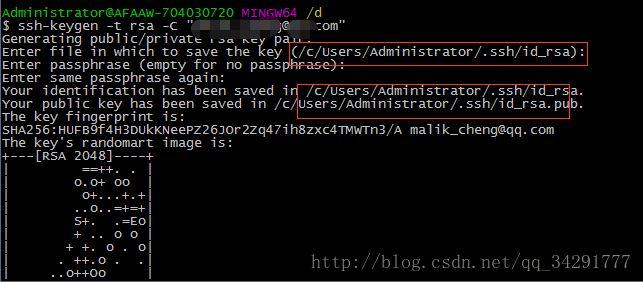 Administrator@AFAAW-704030720 MINGW64 /d
$ ssh-keygen -t rsa -C "@ com"
Generating public/private rsa key pair.
Enter file in which to save the key (/c/Users/Administrator/.ssh/id_rsa):
Enter passphrase (empty for no passphrase):
Enter same passphrase again:
Your identification has been saved in /c/Users/Administrator/.ssh/id_rsa.
Your public key has been saved in /c/Users/Administrator/.ssh/id_rsa.pub.
The key fingerprint is:
SHA256:HUFB9f4H3DUkKNeePZ26JOr2Zq47ih8zxc4TMWTn3/A malik_cheng@qq.com
The key's randomart image is:
+---[RSA 2048]----+
|         ==++. . |
|        o.o+ oo  |
|         o+...+.+|
|        ..o..=+=+|
|        S+.  .=Eo|
|        + .. o o |
|       + +. o . o|
|      . ++.o .  .|
|     ..o++Oo     |
http://blog.csdn.net/qq_34291777